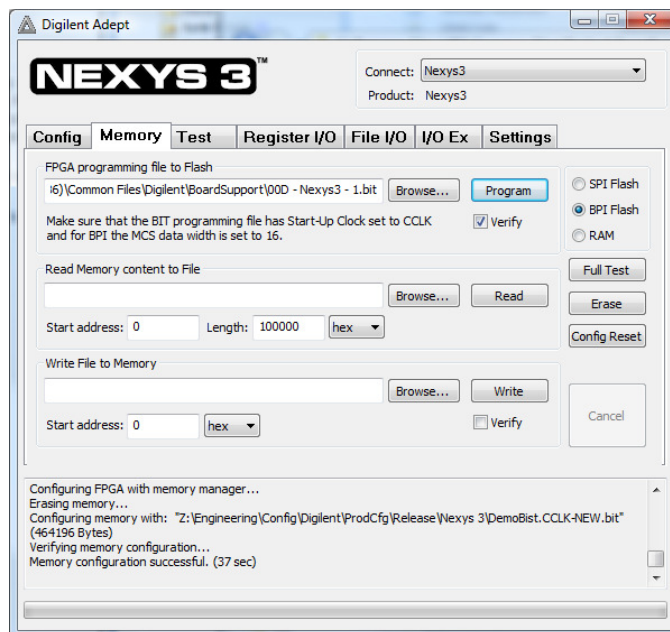 Digilent Adept
NEXYS 3™
Connect: Nexys3
Product: Nexys3
Config Memory Test Register I/O File I/O I/O Ex Settings
FPGA programming file to Flash
i6)\Common Files\Digilent\BoardSupport\00D - Nexys3 - 1.bit Browse... Program
Make sure that the BIT programming file has Start-Up Clock set to CCLK
and for BPI the MCS data width is set to 16.
Verify
SPI Flash
BPI Flash
RAM
Read Memory content to File
Browse... Read
Start address: 0 Length: 100000 hex
Full Test
Erase
Config Reset
Write File to Memory
Browse... Write
Start address: 0 hex
Verify
Cancel
Configuring FPGA with memory manager...
Erasing memory...
Configuring memory with: "Z:\Engineering\Config\Digilent\ProdCfg\Release\Nexys 3\DemoBist.CCLK-NEW.bit"
(464196 Bytes)
Verifying memory configuration...
Memory configuration successful. (37 sec)